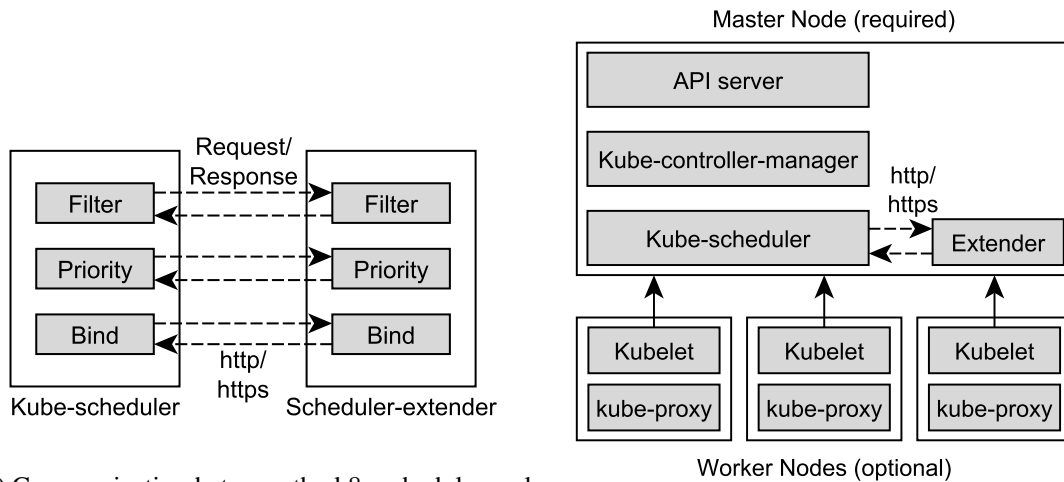 Request/
Response
Filter
Filter
Priority
Priority
Bind
Bind
http/
https
Kube-scheduler
Scheduler-extender
Master Node (required)
API server
Kube-controller-manager
http/
https
Kube-scheduler
Extender
Kubelet
Kubelet
Kubelet
kube-proxy
kube-proxy
kube-proxy
Worker Nodes (optional)